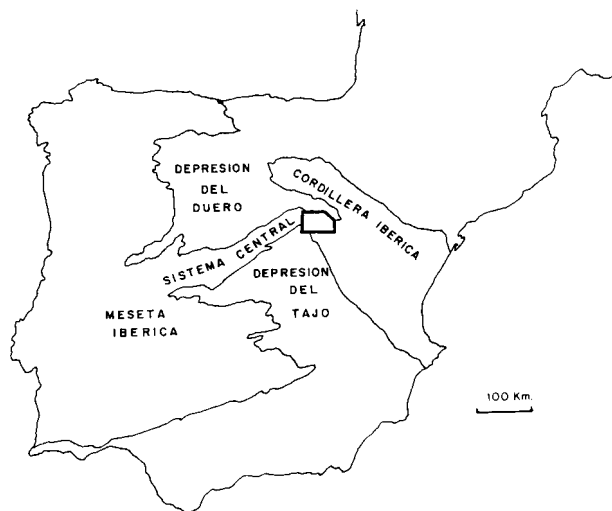 DEPRESION
DEL
DUERO
CORDILLERA IBERICA
SISTEMA CENTRAL
DEPRESION
DEL
TAJO
MESETA
IBERICA
100 Km.